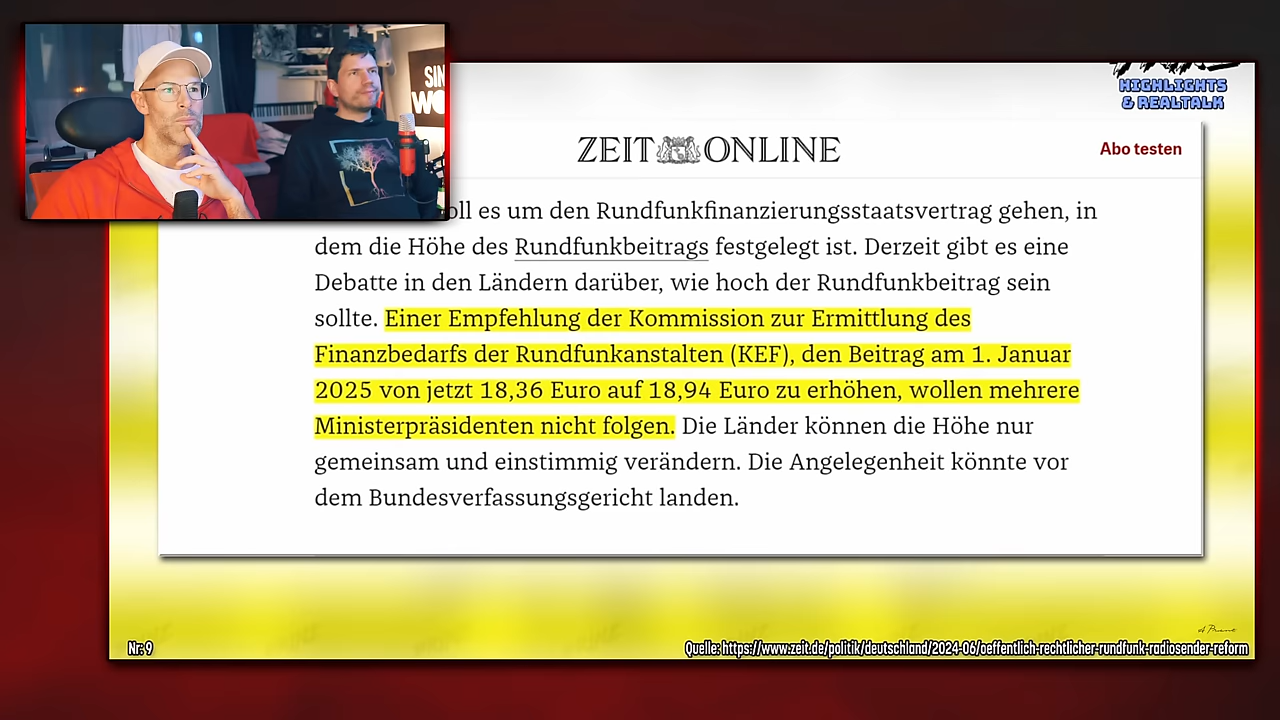 SIN
WO
HIGHLIGHTS
& REALTALK
ZEIT ONLINE
Abo testen
oll es um den Rundfunkfinanzierungsstaatsvertrag gehen, in
dem die Höhe des Rundfunkbeitrags festgelegt ist. Derzeit gibt es eine
Debatte in den Ländern darüber, wie hoch der Rundfunkbeitrag sein
sollte. Einer Empfehlung der Kommission zur Ermittlung des
Finanzbedarfs der Rundfunkanstalten (KEF), den Beitrag am 1. Januar
2025 von jetzt 18,36 Euro auf 18,94 Euro zu erhöhen, wollen mehrere
Ministerpräsidenten nicht folgen. Die Länder können die Höhe nur
gemeinsam und einstimmig verändern. Die Angelegenheit könnte vor
dem Bundesverfassungsgericht landen.
Nr: 9
Quelle: https://www.zeit.de/politik/deutschland/2024-06/oeffentlich-rechtlicher-rundfunk-radiosender-reform